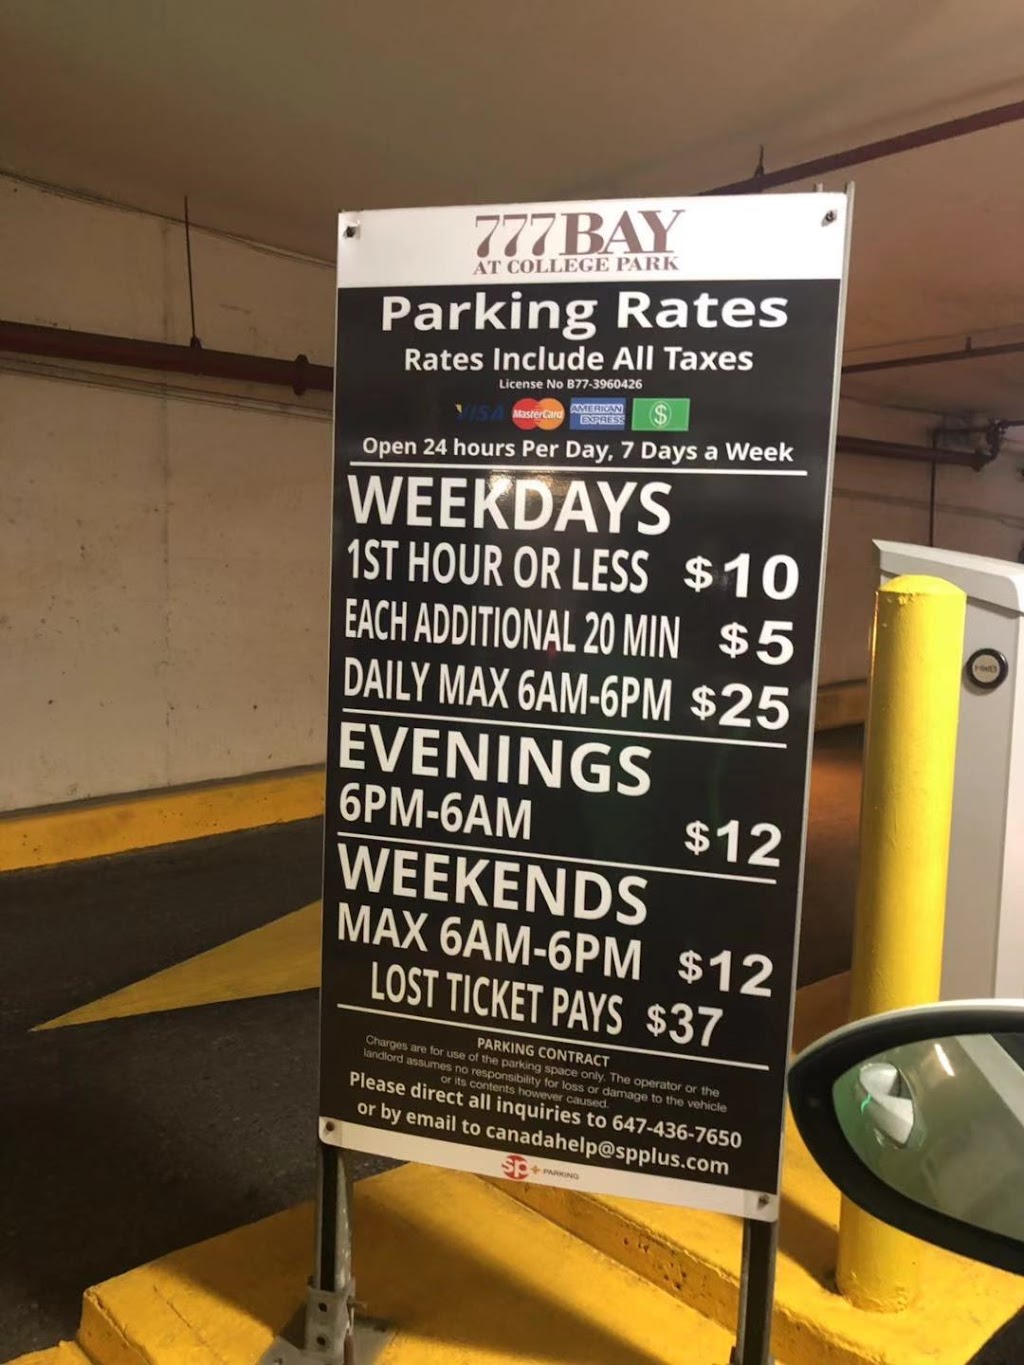 777 BAY
AT COLLEGE PARK
Parking Rates
Rates Include All Taxes
License No B77-3960426
VISA MasterCard AMERICAN EXPRESS $
Open 24 hours Per Day, 7 Days a Week
WEEKDAYS
1ST HOUR OR LESS $10
EACH ADDITIONAL 20 MIN $5
DAILY MAX 6AM-6PM $25
EVENINGS
6PM-6AM $12
WEEKENDS
MAX 6AM-6PM $12
LOST TICKET PAYS $37
PARKING CONTRACT
Charges are for use of the parking space only. The operator or the
landlord assumes no responsibility for loss or damage to the vehicle
or its contents however caused.
Please direct all inquiries to 647-436-7650
or by email to canadahelp@spplus.com
sp+ PARKING